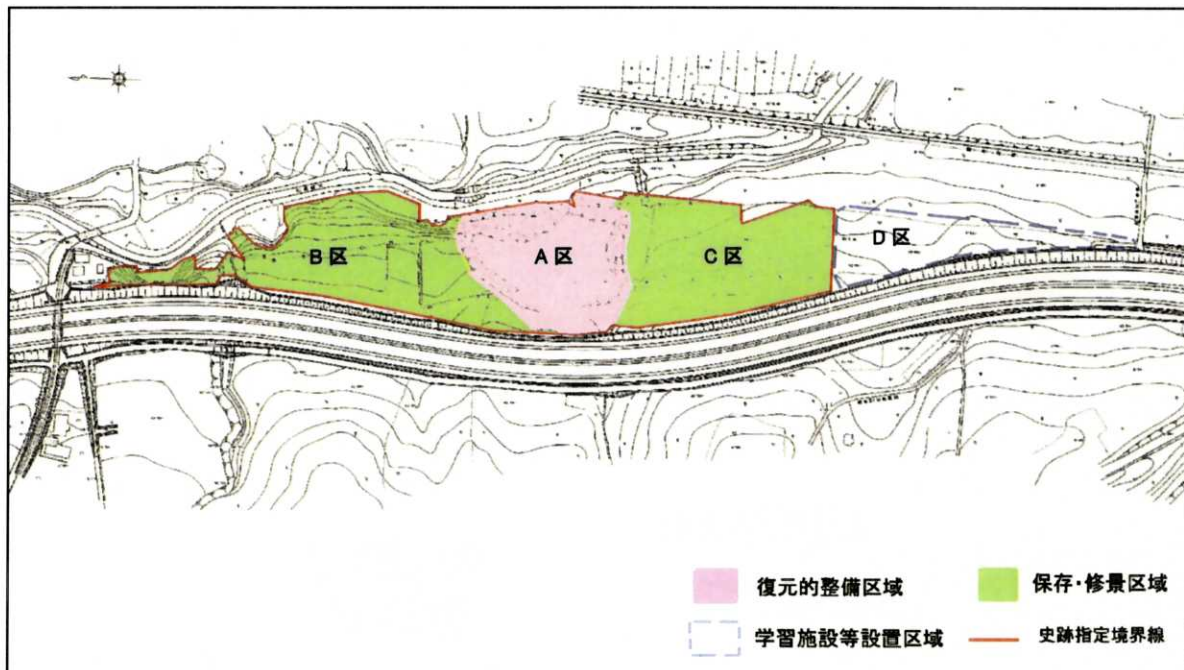 B区
A区
C区
D区
復元的整備区域
保存・修景区域
学習施設等設置区域
史跡指定境界線